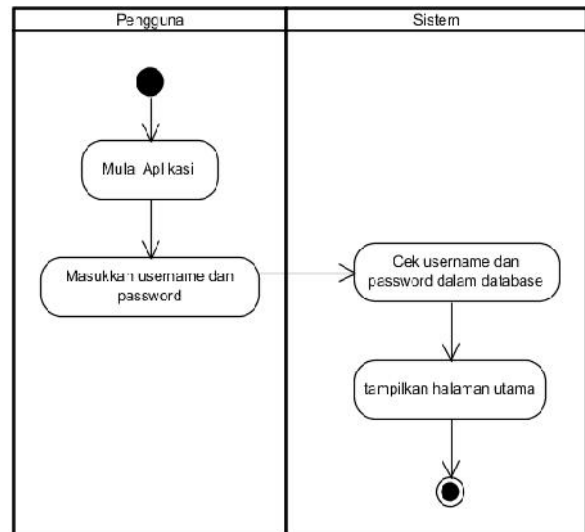 Pengguna
Sistem
Mulai Aplikasi
Masukkan username dan
password
Cek username dan
password dalam database
tampilkan halaman utama